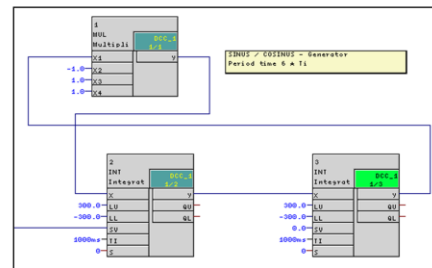 1
MUL
Multipli
DCC_1
1/1
X1
Y
-1.0
X2
1.0
X3
1.0
X4
SINUS / COSINUS - Generator
Period time 6 * Ti
2
INT
Integrat
DCC_1
1/2
X
Y
300.0
LU
QU
-300.0
LL
QL
SV
1000ms
TI
0
S
3
INT
Integrat
DCC_1
1/3
X
Y
300.0
LU
QU
-300.0
LL
QL
0.0
SV
1000ms
TI
0
S